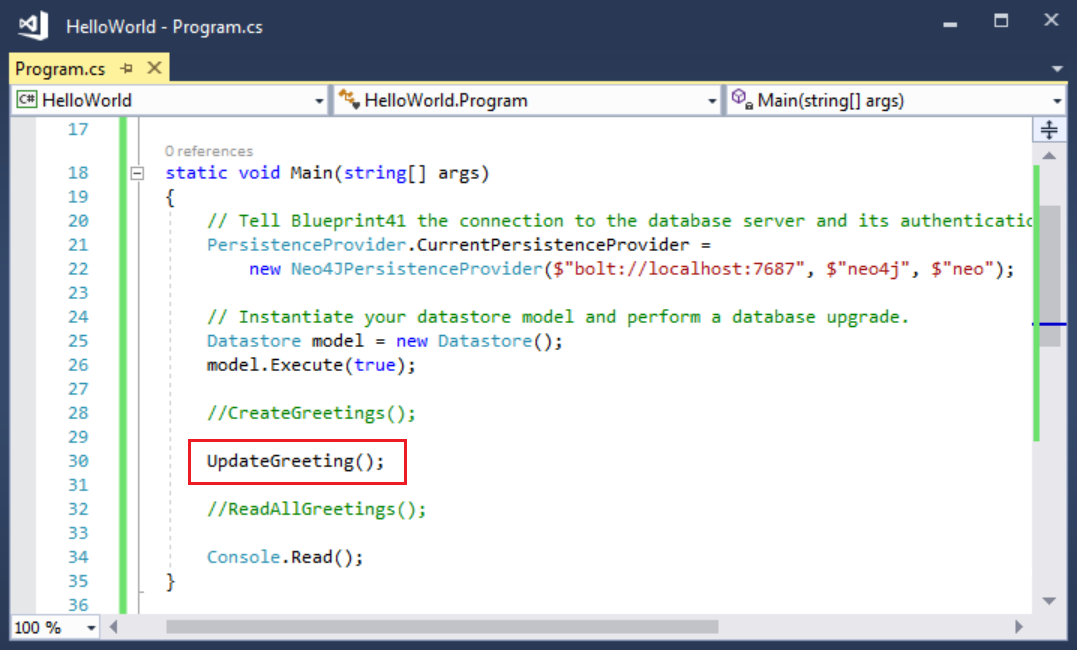 HelloWorld - Program.cs
Program.cs
C# HelloWorld HelloWorld.Program Main(string[] args)
17
0 references
18 static void Main(string[] args)
19 {
20 // Tell Blueprint41 the connection to the database server and its authenticatio
21 PersistenceProvider.CurrentPersistenceProvider =
22 new Neo4JPersistenceProvider($"bolt://localhost:7687", $"neo4j", $"neo");
23
24 // Instantiate your datastore model and perform a database upgrade.
25 Datastore model = new Datastore();
26 model.Execute(true);
27
28 //CreateGreetings();
29
30 UpdateGreeting();
31
32 //ReadAllGreetings();
33
34 Console.Read();
35 }
36
100 %